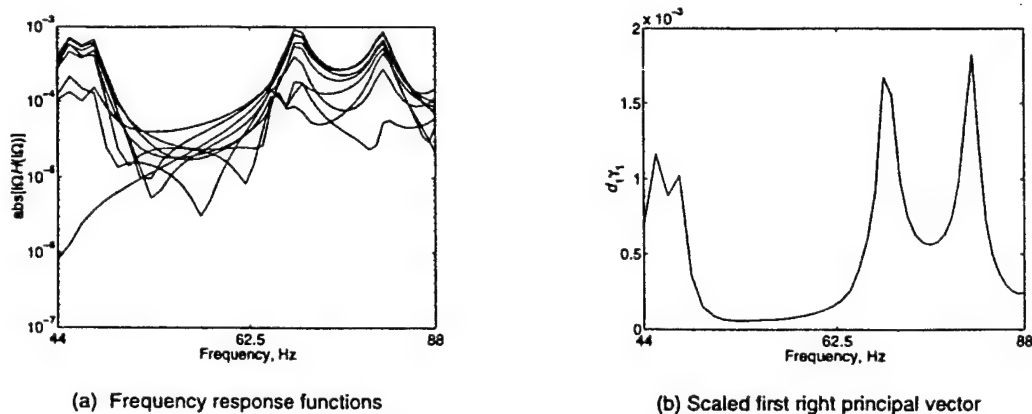 10⁻³
10⁻⁴
10⁻⁵
10⁻⁶
10⁻⁷
abs[iΩH(iΩ)]
44
62.5
88
Frequency, Hz
(a) Frequency response functions
2 x 10⁻³
1.5
1
0.5
0
d₁γ₁
44
62.5
88
Frequency, Hz
(b) Scaled first right principal vector